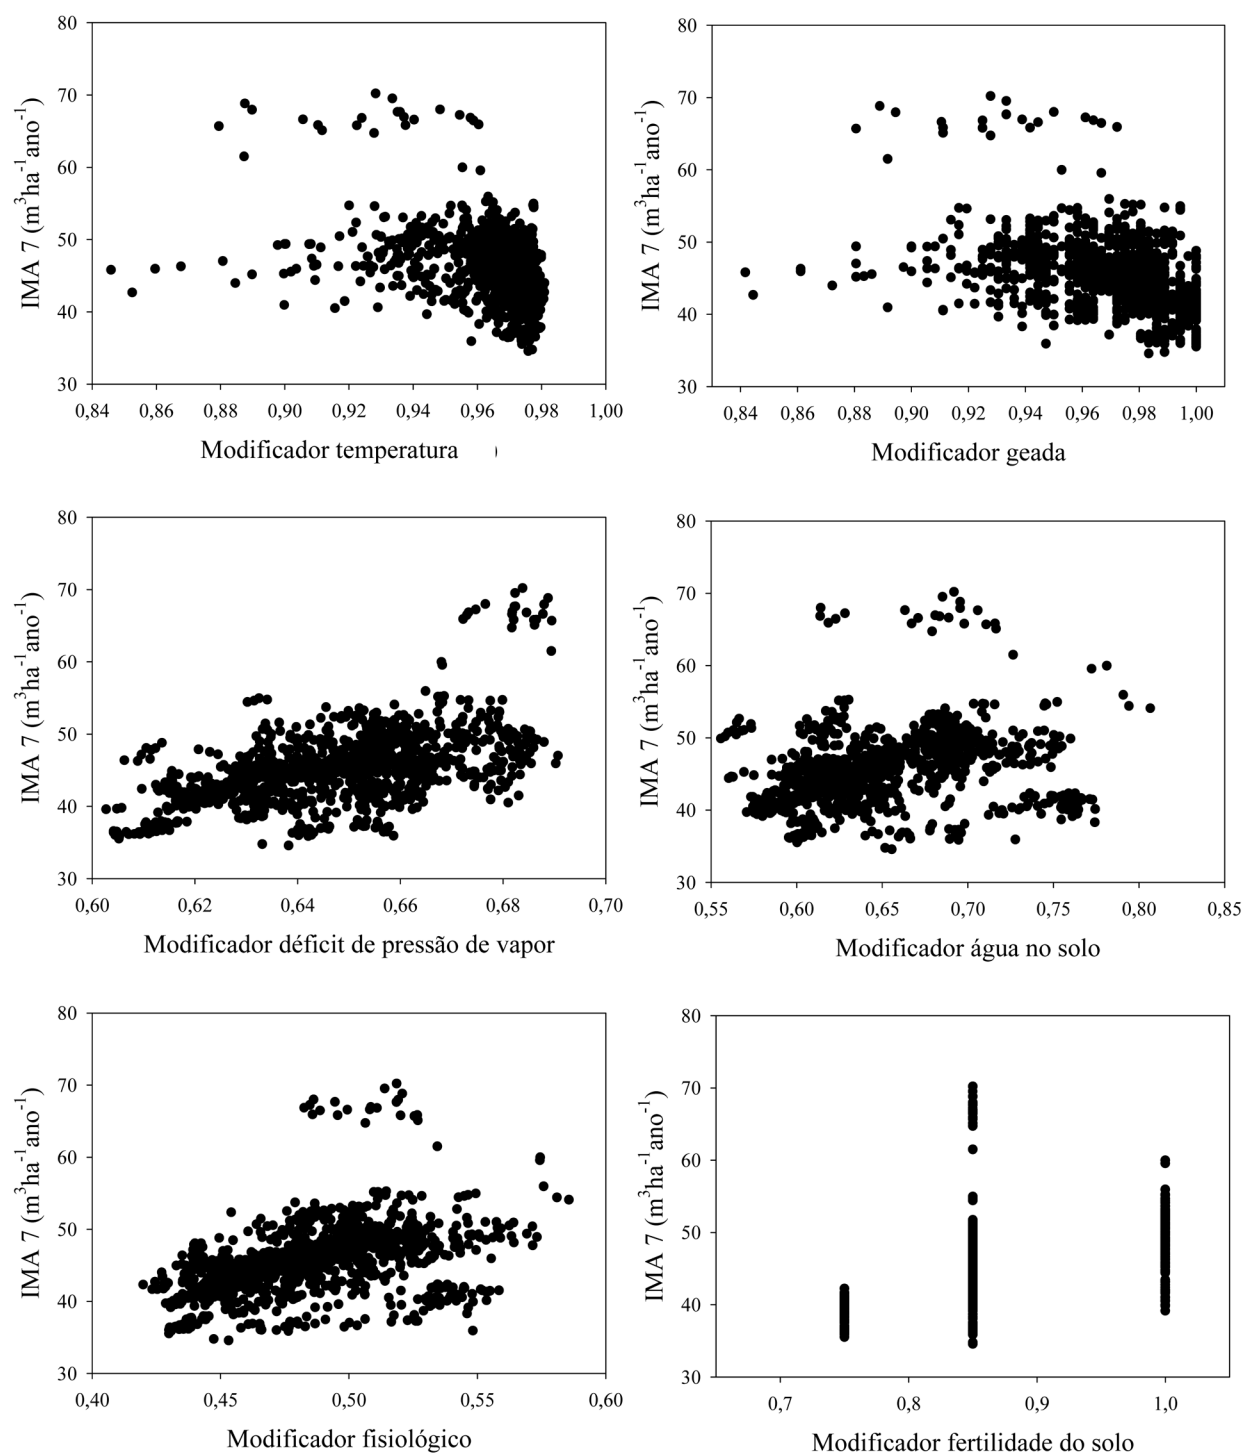 80
70
60
50
40
30
IMA 7 (m³ha⁻¹ano⁻¹)
0,84 0,86 0,88 0,90 0,92 0,94 0,96 0,98 1,00
Modificador temperatura )
80
70
60
50
40
30
IMA 7 (m³ha⁻¹ano⁻¹)
0,84 0,86 0,88 0,90 0,92 0,94 0,96 0,98 1,00
Modificador geada
80
70
60
50
40
30
IMA 7 (m³ha⁻¹ano⁻¹)
0,60 0,62 0,64 0,66 0,68 0,70
Modificador déficit de pressão de vapor
80
70
60
50
40
30
IMA 7 (m³ha⁻¹ano⁻¹)
0,55 0,60 0,65 0,70 0,75 0,80 0,85
Modificador água no solo
80
70
60
50
40
30
IMA 7 (m³ha⁻¹ano⁻¹)
0,40 0,45 0,50 0,55 0,60
Modificador fisiológico
80
70
60
50
40
30
IMA 7 (m³ha⁻¹ano⁻¹)
0,7 0,8 0,9 1,0
Modificador fertilidade do solo